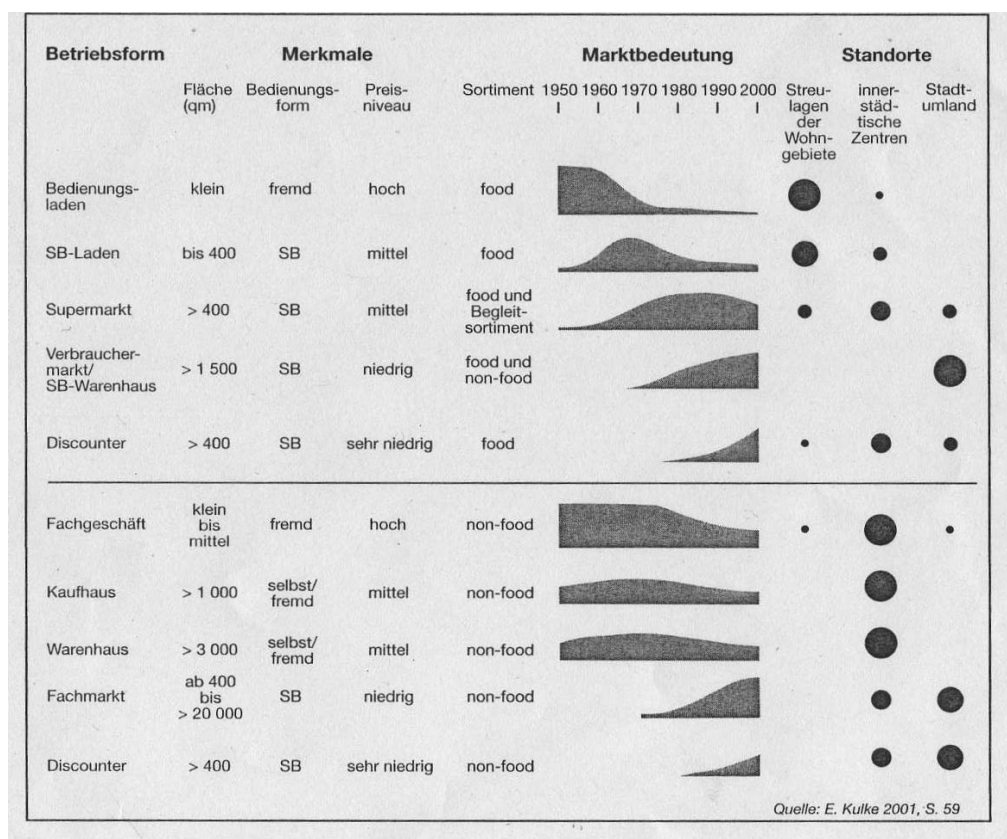 Betriebsform Merkmale Marktbedeutung Standorte
Fläche (qm) Bedienungs-form Preis-niveau Sortiment 1950 1960 1970 1980 1990 2000 Streu-lagen der Wohn-gebiete inner-städ-tische Zentren Stadt-umland
Bedienungs-laden klein fremd hoch food
SB-Laden bis 400 SB mittel food
Supermarkt > 400 SB mittel food und Begleit-sortiment
Verbraucher-markt/ SB-Warenhaus > 1 500 SB niedrig food und non-food
Discounter > 400 SB sehr niedrig food
Fachgeschäft klein bis mittel fremd hoch non-food
Kaufhaus > 1 000 selbst/ fremd mittel non-food
Warenhaus > 3 000 selbst/ fremd mittel non-food
Fachmarkt ab 400 bis > 20 000 SB niedrig non-food
Discounter > 400 SB sehr niedrig non-food
Quelle: E. Kulke 2001, S. 59